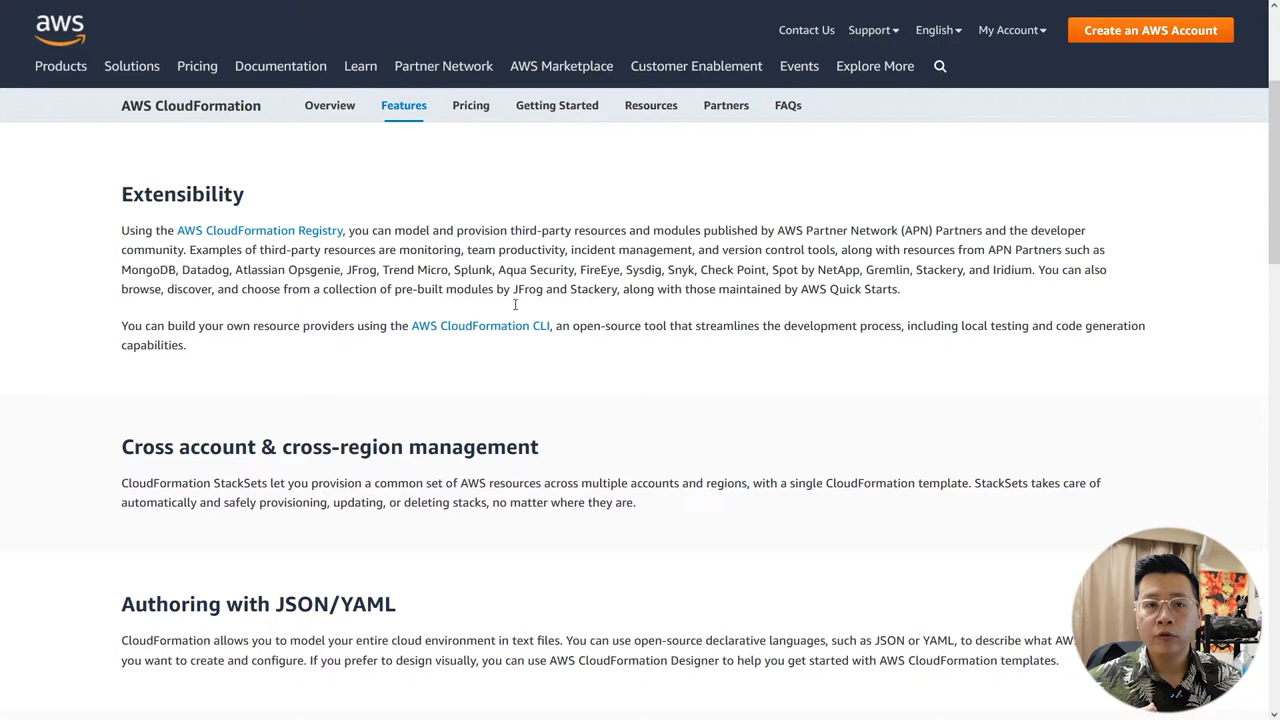 aws
Contact Us Support English My Account Create an AWS Account
Products Solutions Pricing Documentation Learn Partner Network AWS Marketplace Customer Enablement Events Explore More
AWS CloudFormation Overview Features Pricing Getting Started Resources Partners FAQs
Extensibility
Using the AWS CloudFormation Registry, you can model and provision third-party resources and modules published by AWS Partner Network (APN) Partners and the developer
community. Examples of third-party resources are monitoring, team productivity, incident management, and version control tools, along with resources from APN Partners such as
MongoDB, Datadog, Atlassian Opsgenie, JFrog, Trend Micro, Splunk, Aqua Security, FireEye, Sysdig, Snyk, Check Point, Spot by NetApp, Gremlin, Stackery, and Iridium. You can also
browse, discover, and choose from a collection of pre-built modules by JFrog and Stackery, along with those maintained by AWS Quick Starts.
You can build your own resource providers using the AWS CloudFormation CLI, an open-source tool that streamlines the development process, including local testing and code generation
capabilities.
Cross account & cross-region management
CloudFormation StackSets let you provision a common set of AWS resources across multiple accounts and regions, with a single CloudFormation template. StackSets takes care of
automatically and safely provisioning, updating, or deleting stacks, no matter where they are.
Authoring with JSON/YAML
CloudFormation allows you to model your entire cloud environment in text files. You can use open-source declarative languages, such as JSON or YAML, to describe what
you want to create and configure. If you prefer to design visually, you can use AWS CloudFormation Designer to help you get started with AWS CloudFormation templates.